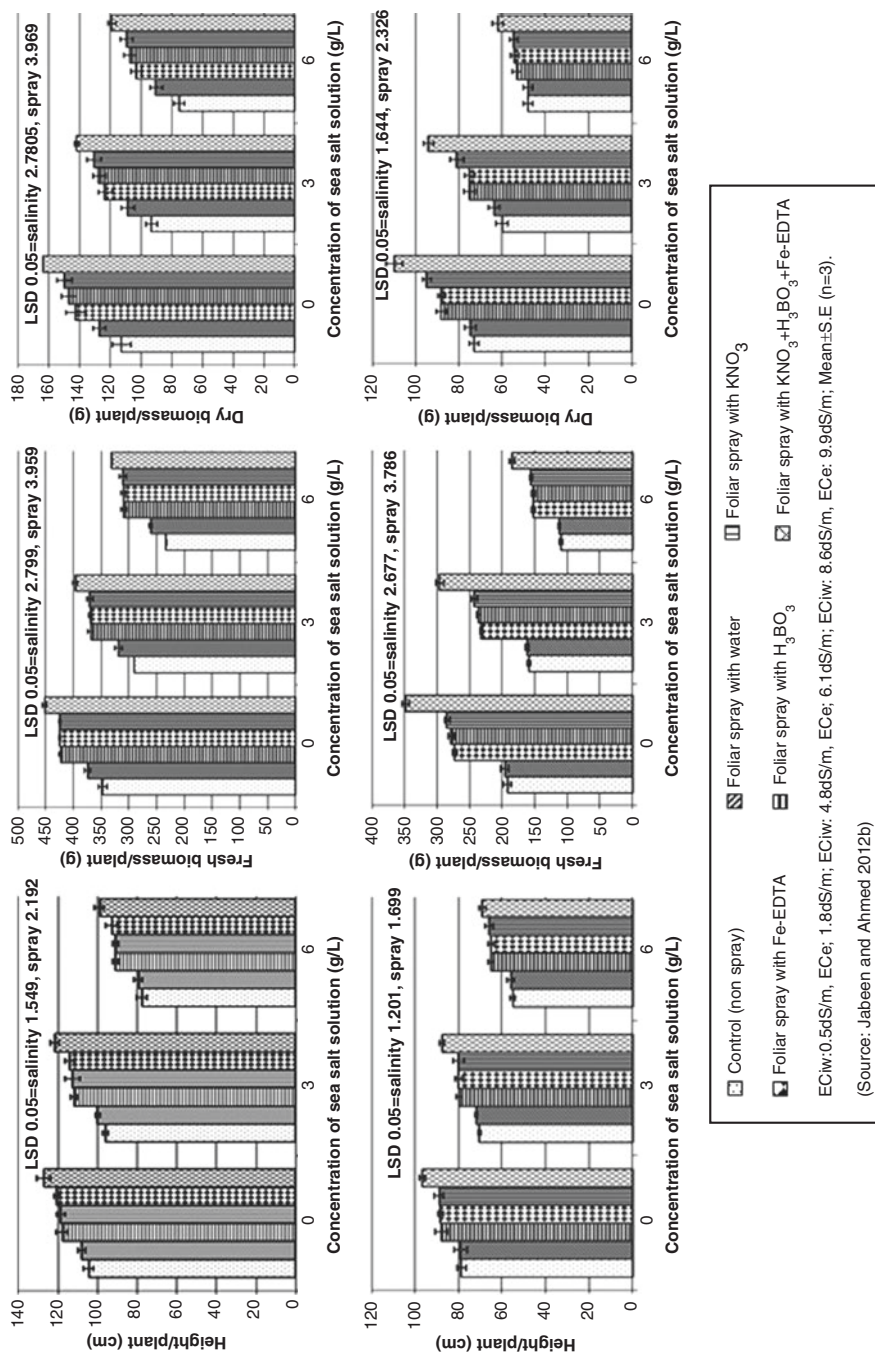 LSD 0.05=salinity 1.549, spray 2.192
Height/plant (cm)
140
120
100
80
60
40
20
0
0 3 6
Concentration of sea salt solution (g/L)
LSD 0.05=salinity 2.799, spray 3.959
Fresh biomass/plant (g)
500
450
400
350
300
250
200
150
100
50
0
0 3 6
Concentration of sea salt solution (g/L)
LSD 0.05=salinity 2.7805, spray 3.969
Dry biomass/plant (g)
180
160
140
120
100
80
60
40
20
0
0 3 6
Concentration of sea salt solution (g/L)
LSD 0.05=salinity 1.201, spray 1.699
Height/plant (cm)
120
100
80
60
40
20
0
0 3 6
Concentration of sea salt solution (g/L)
LSD 0.05=salinity 2.677, spray 3.786
Fresh biomass/plant (g)
400
350
300
250
200
150
100
50
0
0 3 6
Concentration of sea salt solution (g/L)
LSD 0.05=salinity 1.644, spray 2.326
Dry biomass/plant (g)
120
100
80
60
40
20
0
0 3 6
Concentration of sea salt solution (g/L)
Control (non spray) Foliar spray with water Foliar spray with KNO3
Foliar spray with Fe-EDTA Foliar spray with H3BO3 Foliar spray with KNO3+H3BO3+Fe-EDTA
ECiw:0.5dS/m, ECe; 1.8dS/m; ECiw: 4.8dS/m, ECe: 6.1dS/m; ECiw: 8.6dS/m, ECe: 9.9dS/m; Mean±S.E (n=3).
(Source: Jabeen and Ahmed 2012b)